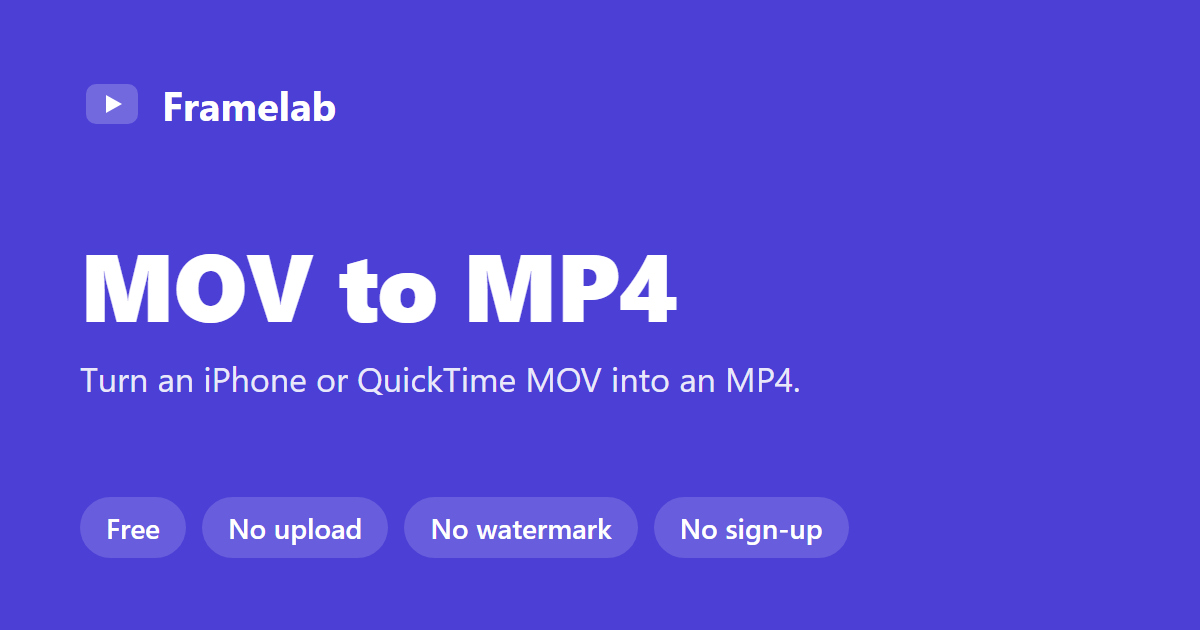 Framelab
MOV to MP4
Turn an iPhone or QuickTime MOV into an MP4.
Free No upload No watermark No sign-up